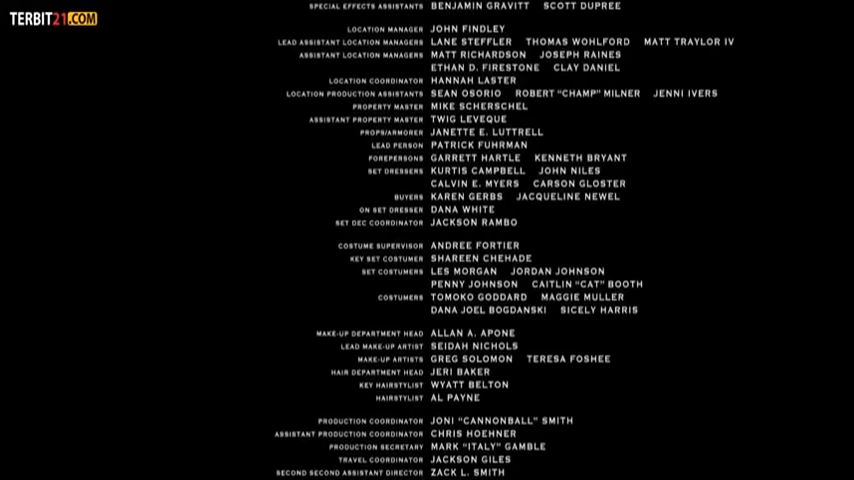 TERBIT21.COM
SPECIAL EFFECTS ASSISTANTS BENJAMIN GRAVITT SCOTT DUPREE
LOCATION MANAGER JOHN FINDLEY
LEAD ASSISTANT LOCATION MANAGERS LANE STEFFLER THOMAS WOHLFORD MATT TRAYLOR IV
ASSISTANT LOCATION MANAGERS MATT RICHARDSON JOSEPH RAINES
ETHAN D. FIRESTONE CLAY DANIEL
LOCATION COORDINATOR HANNAH LASTER
LOCATION PRODUCTION ASSISTANTS SEAN OSORIO ROBERT "CHAMP" MILNER JENNI IVERS
PROPERTY MASTER MIKE SCHERSCHEL
ASSISTANT PROPERTY MASTER TWIG LEVEQUE
PROPS/ARMORER JANETTE E. LUTTRELL
LEAD PERSON PATRICK FUHRMAN
FOREPERSONS GARRETT HARTLE KENNETH BRYANT
SET DRESSERS KURTIS CAMPBELL JOHN NILES
CALVIN E. MYERS CARSON GLOSTER
BUYERS KAREN GERBS JACQUELINE NEWEL
ON SET DRESSER DANA WHITE
SET DEC COORDINATOR JACKSON RAMBO
COSTUME SUPERVISOR ANDREE FORTIER
KEY SET COSTUMER SHAREEN CHEHADE
SET COSTUMERS LES MORGAN JORDAN JOHNSON
PENNY JOHNSON CAITLIN "CAT" BOOTH
COSTUMERS TOMOKO GODDARD MAGGIE MULLER
DANA JOEL BOGDANSKI SICELY HARRIS
MAKE-UP DEPARTMENT HEAD ALLAN A. APONE
LEAD MAKE-UP ARTIST SEIDAH NICHOLS
MAKE-UP ARTISTS GREG SOLOMON TERESA FOSHEE
HAIR DEPARTMENT HEAD JERI BAKER
KEY HAIRSTYLIST WYATT BELTON
HAIRSTYLIST AL PAYNE
PRODUCTION COORDINATOR JONI "CANNONBALL" SMITH
ASSISTANT PRODUCTION COORDINATOR CHRIS HOEHNER
PRODUCTION SECRETARY MARK "ITALY" GAMBLE
TRAVEL COORDINATOR JACKSON GILES
SECOND SECOND ASSISTANT DIRECTOR ZACK L. SMITH